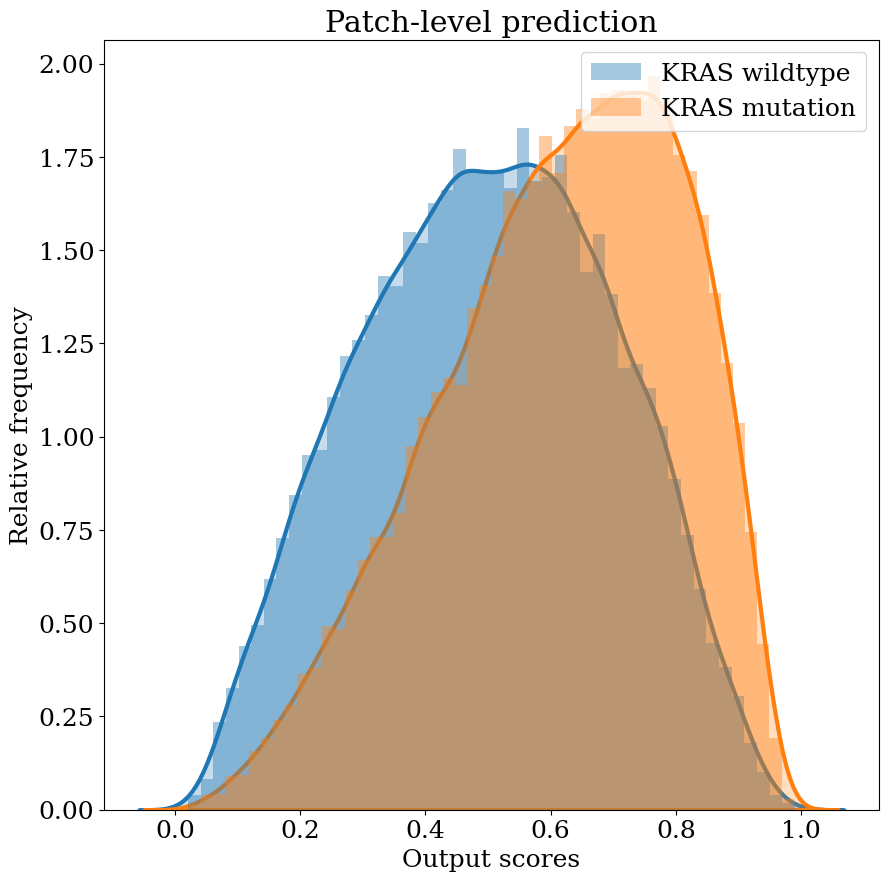 Patch-level prediction
KRAS wildtype
KRAS mutation
Relative frequency
2.00
1.75
1.50
1.25
1.00
0.75
0.50
0.25
0.00
0.0 0.2 0.4 0.6 0.8 1.0
Output scores